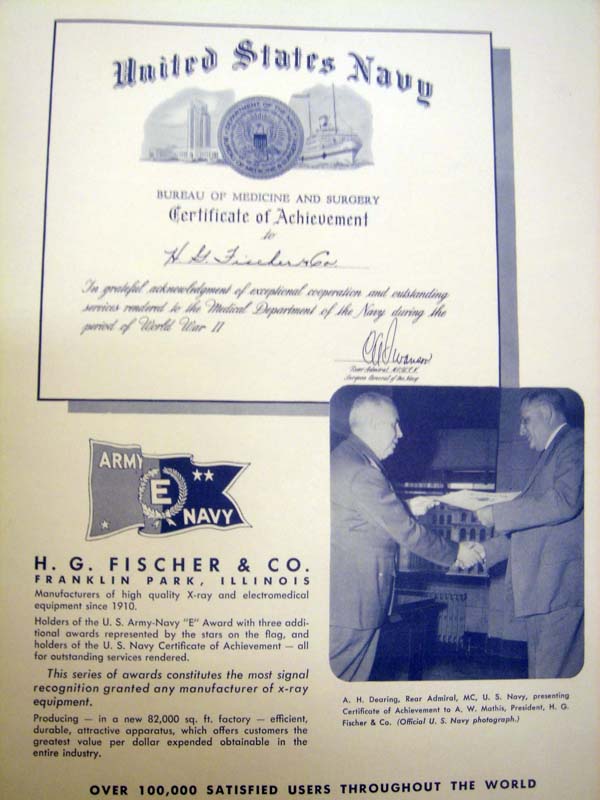 United States Navy
BUREAU OF MEDICINE AND SURGERY
Certificate of Achievement
to
H. G. Fischer & Co.
In grateful acknowledgment of exceptional cooperation and outstanding
services rendered to the Medical Department of the Navy during the
period of World War II
Rear Admiral
Surgeon General of the Navy
ARMY
E
NAVY
H. G. FISCHER & CO.
FRANKLIN PARK, ILLINOIS
Manufacturers of high quality X-ray and electromedical
equipment since 1910.
Holders of the U. S. Army-Navy "E" Award with three addi-
tional awards represented by the stars on the flag, and
holders of the U. S. Navy Certificate of Achievement — all
for outstanding services rendered.
This series of awards constitutes the most signal
recognition granted any manufacturer of x-ray
equipment.
Producing — in a new 82,000 sq. ft. factory — efficient,
durable, attractive apparatus, which offers customers the
greatest value per dollar expended obtainable in the
entire industry.
A. H. Dearing, Rear Admiral, MC, U. S. Navy, presenting
Certificate of Achievement to A. W. Mathis, President, H. G.
Fischer & Co. (Official U. S. Navy photograph.)
OVER 100,000 SATISFIED USERS THROUGHOUT THE WORLD